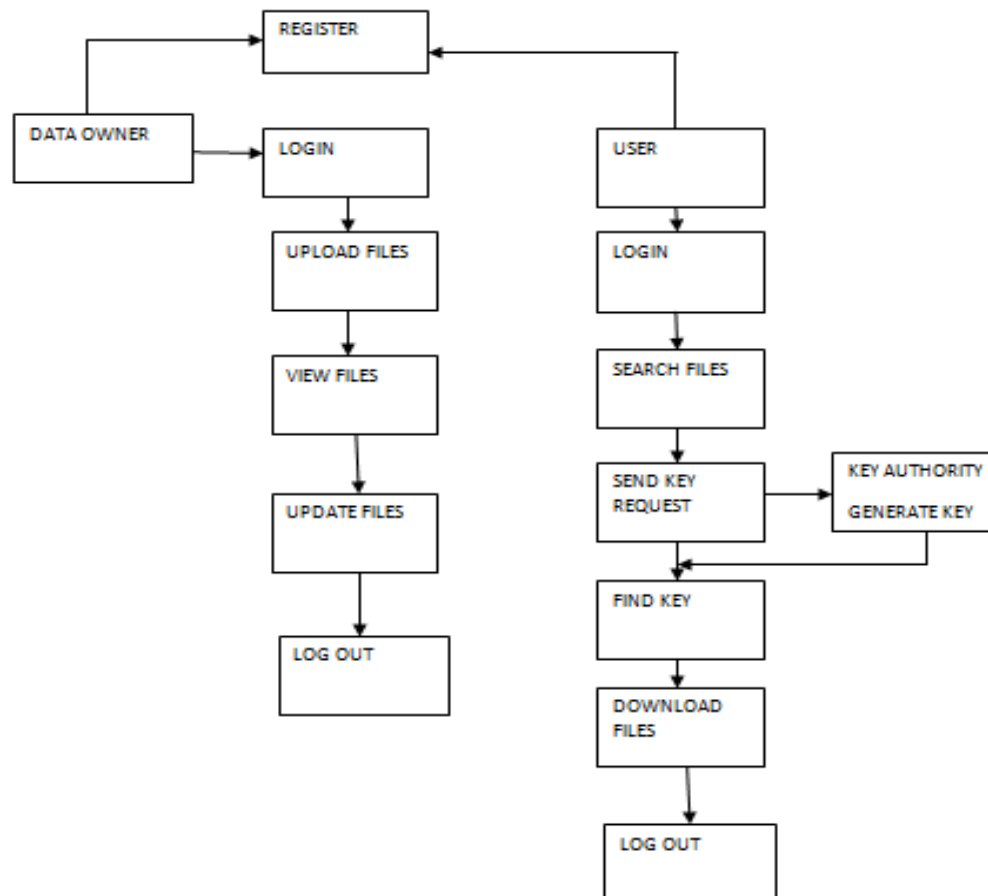 REGISTER
DATA OWNER
LOGIN
USER
UPLOAD FILES
LOGIN
VIEW FILES
SEARCH FILES
UPDATE FILES
SEND KEY
REQUEST
KEY AUTHORITY
GENERATE KEY
FIND KEY
LOG OUT
DOWNLOAD
FILES
LOG OUT